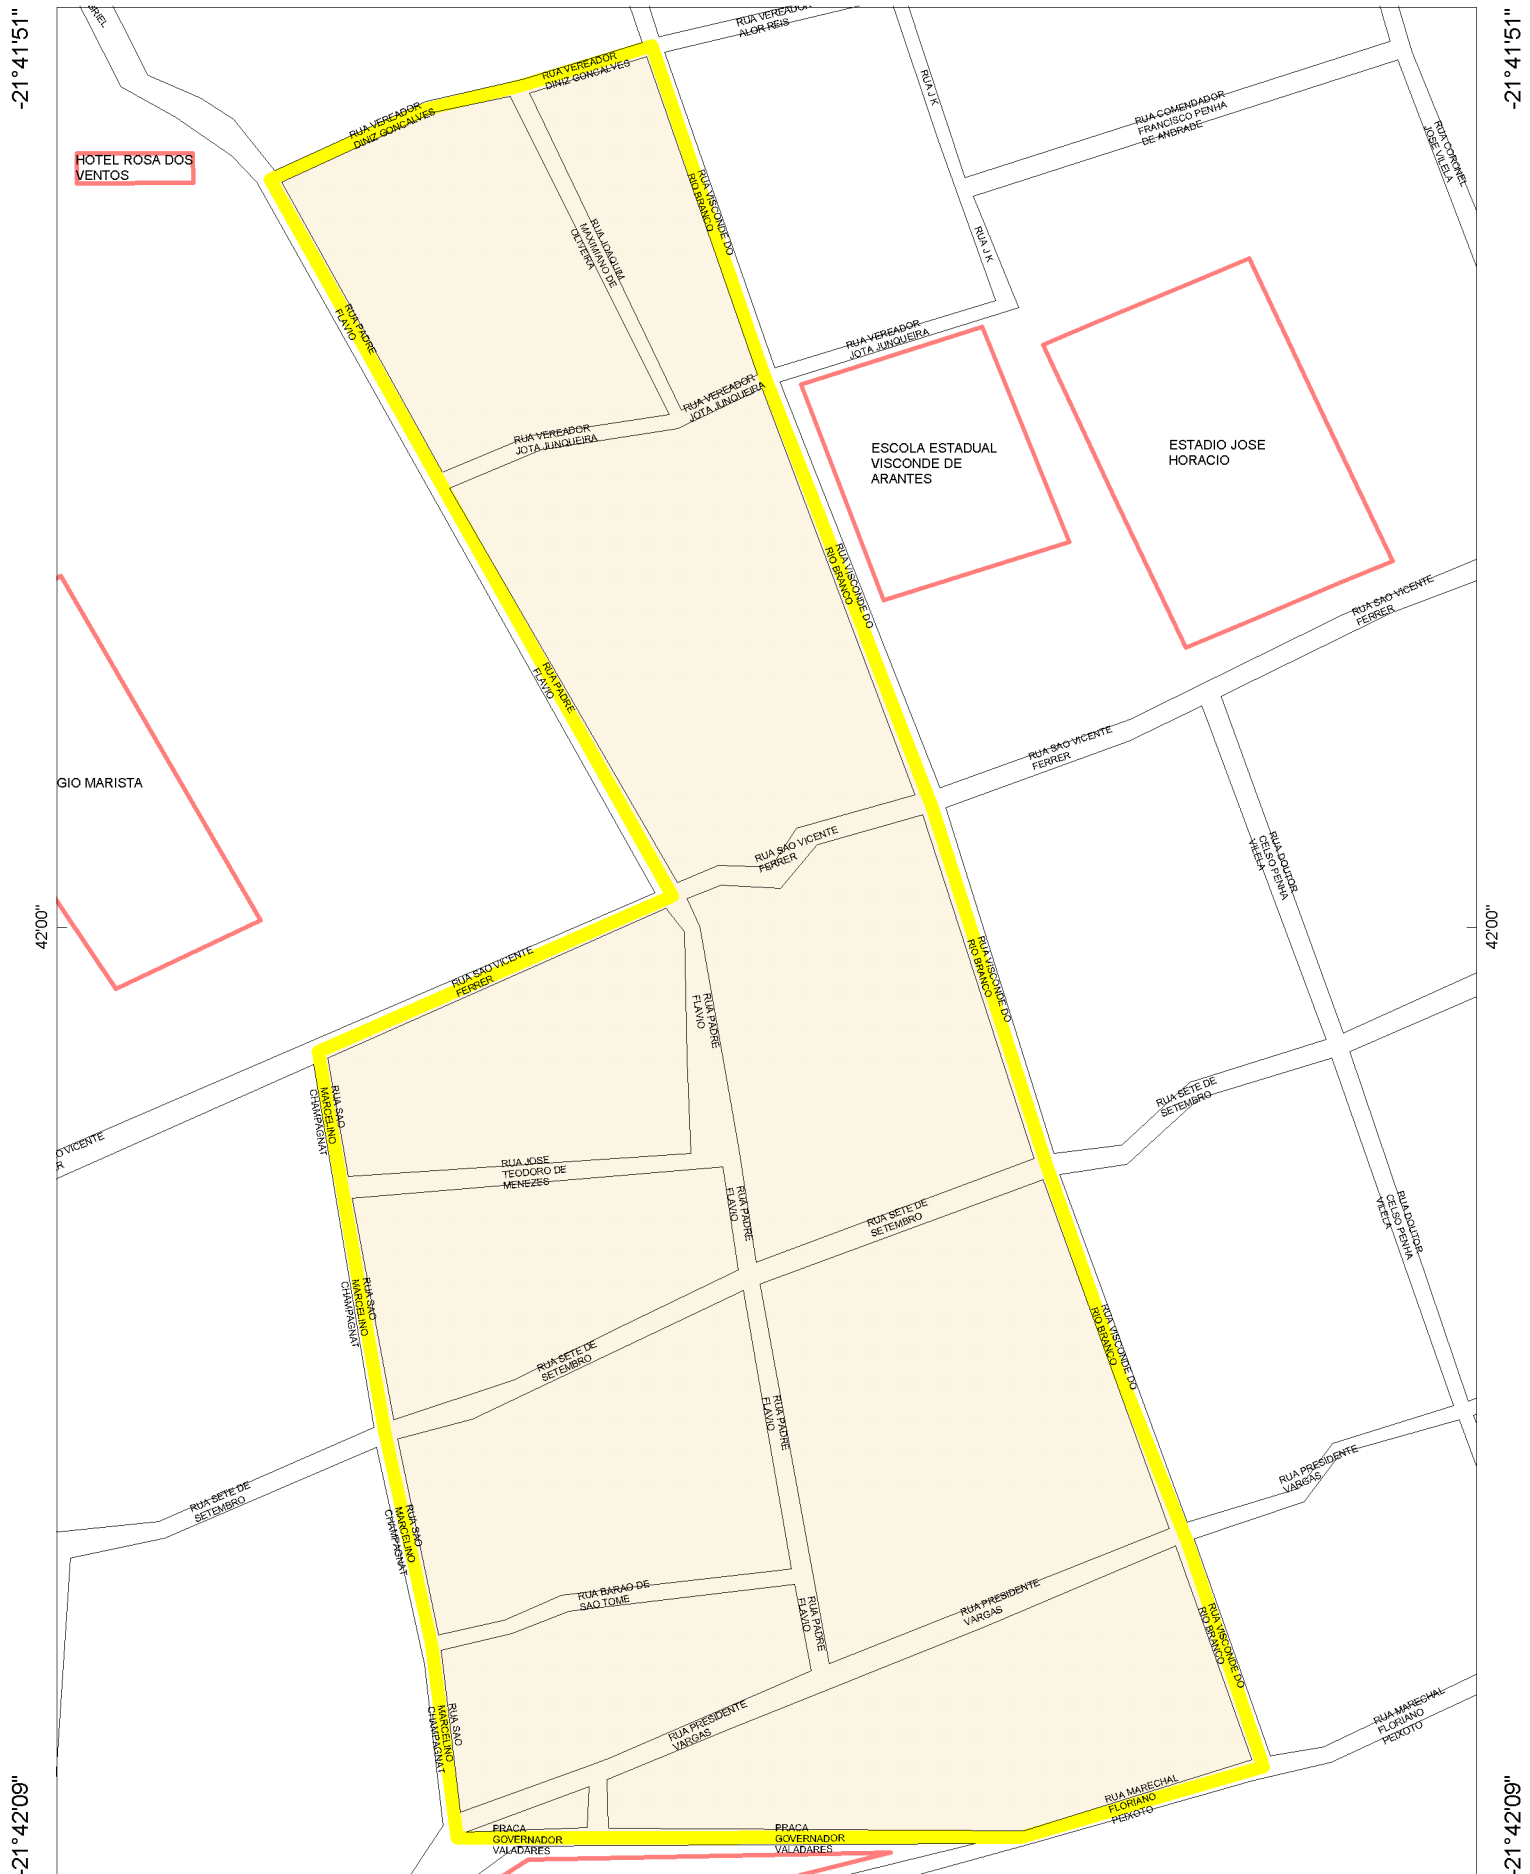 -21°41'51"
-21°41'51"
RUA VEREADOR
ALOR REIS
RUA VEREADOR
DINIZ GONCALVES
RUA VEREADOR
DINIZ GONCALVES
RUA J K
RUA COMENDADOR
FRANCISCO PENHA
DE ANDRADE
RUA CORONEL
JOSE VILELA
HOTEL ROSA DOS
VENTOS
RUA VISCONDE DO
RIO BRANCO
RUA JOAQUIM
MAXIMIANO DE
OLIVEIRA
RUA J K
RUA PADRE
FLAVIO
RUA VEREADOR
JOTA JUNQUEIRA
RUA VEREADOR
JOTA JUNQUEIRA
RUA VEREADOR
JOTA JUNQUEIRA
ESCOLA ESTADUAL
VISCONDE DE
ARANTES
ESTADIO JOSE
HORACIO
RUA VISCONDE DO
RIO BRANCO
RUA SAO VICENTE
FERRER
RUA PADRE
FLAVIO
RUA SAO VICENTE
FERRER
GIO MARISTA
RUA SAO VICENTE
FERRER
RUA DOUTOR
CELSO PENHA
VILELA
42'00"
42'00"
RUA SAO VICENTE
FERRER
RUA VISCONDE DO
RIO BRANCO
RUA PADRE
FLAVIO
RUA SETE DE
SETEMBRO
RUA SAO
MARCELINO
CHAMPAGNAT
O VICENTE
R
RUA JOSE
TEODORO DE
MENEZES
RUA PADRE
FLAVIO
RUA SETE DE
SETEMBRO
RUA DOUTOR
CELSO PENHA
VILELA
RUA SAO
MARCELINO
CHAMPAGNAT
RUA VISCONDE DO
RIO BRANCO
RUA SETE DE
SETEMBRO
RUA PADRE
FLAVIO
RUA PRESIDENTE
VARGAS
RUA SETE DE
SETEMBRO
RUA SAO
MARCELINO
CHAMPAGNAT
RUA BARAO DE
SAO TOME
RUA PADRE
FLAVIO
RUA PRESIDENTE
VARGAS
RUA VISCONDE DO
RIO BRANCO
RUA SAO
MARCELINO
CHAMPAGNAT
RUA PRESIDENTE
VARGAS
RUA MARECHAL
FLORIANO
PEIXOTO
RUA MARECHAL
FLORIANO
PEIXOTO
PRACA
GOVERNADOR
VALADARES
PRACA
GOVERNADOR
VALADARES
-21°42'09"
-21°42'09"